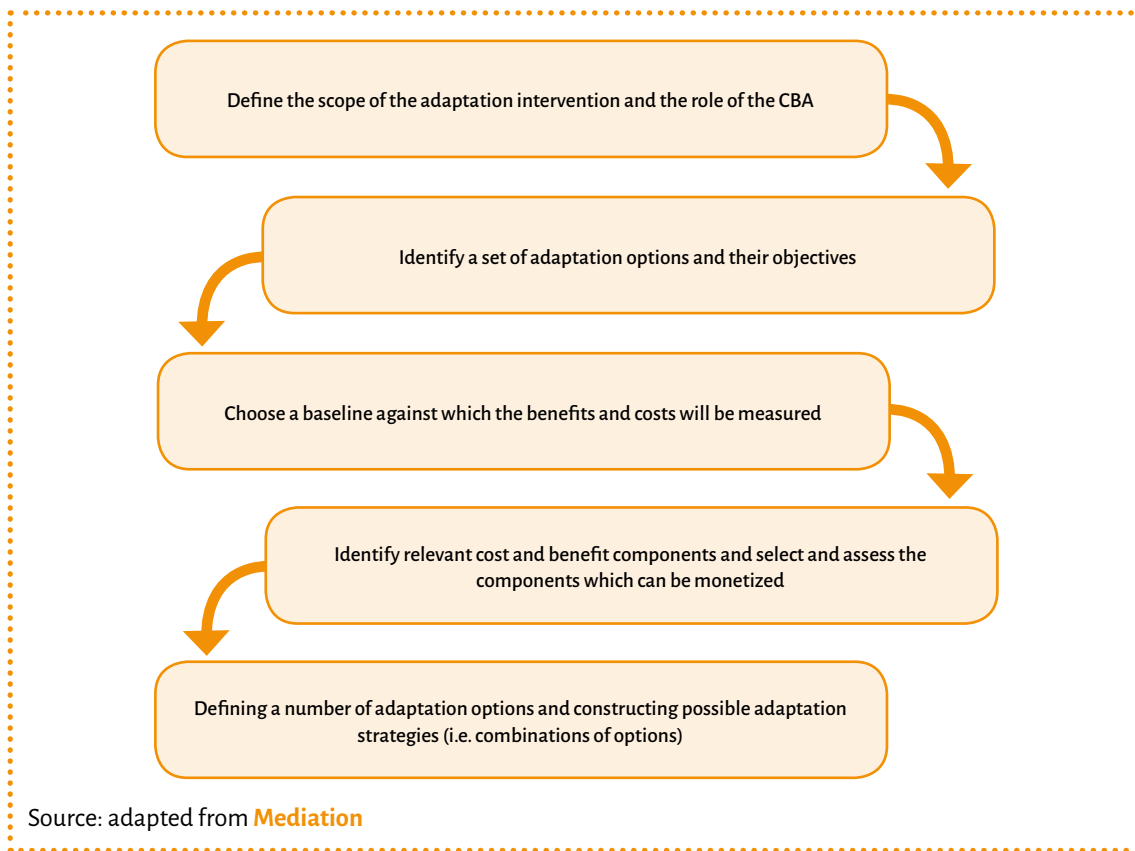 Define the scope of the adaptation intervention and the role of the CBA
Identify a set of adaptation options and their objectives
Choose a baseline against which the benefits and costs will be measured
Identify relevant cost and benefit components and select and assess the
components which can be monetized
Defining a number of adaptation options and constructing possible adaptation
strategies (i.e. combinations of options)
Source: adapted from Mediation